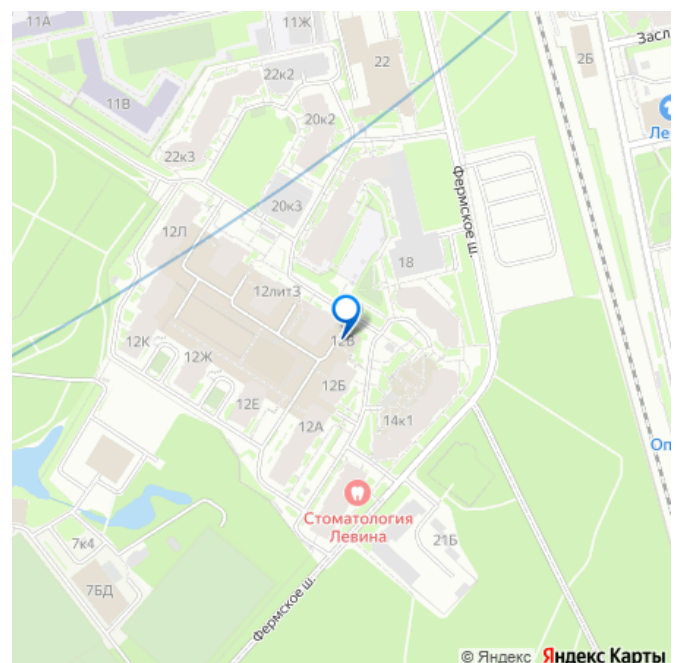 11А
11Ж
11В
22к2
22
20к2
22к3
20к3
2Б
Засл
Ле
Фермское ш.
12Л
18
12литЗ
12К
12Ж
12В
12Б
12Е
12А
14к1
Оп
Стоматология
Левина
21Б
7к4
7БД
Фермское ш.
© Яндекс Яндекс Карты